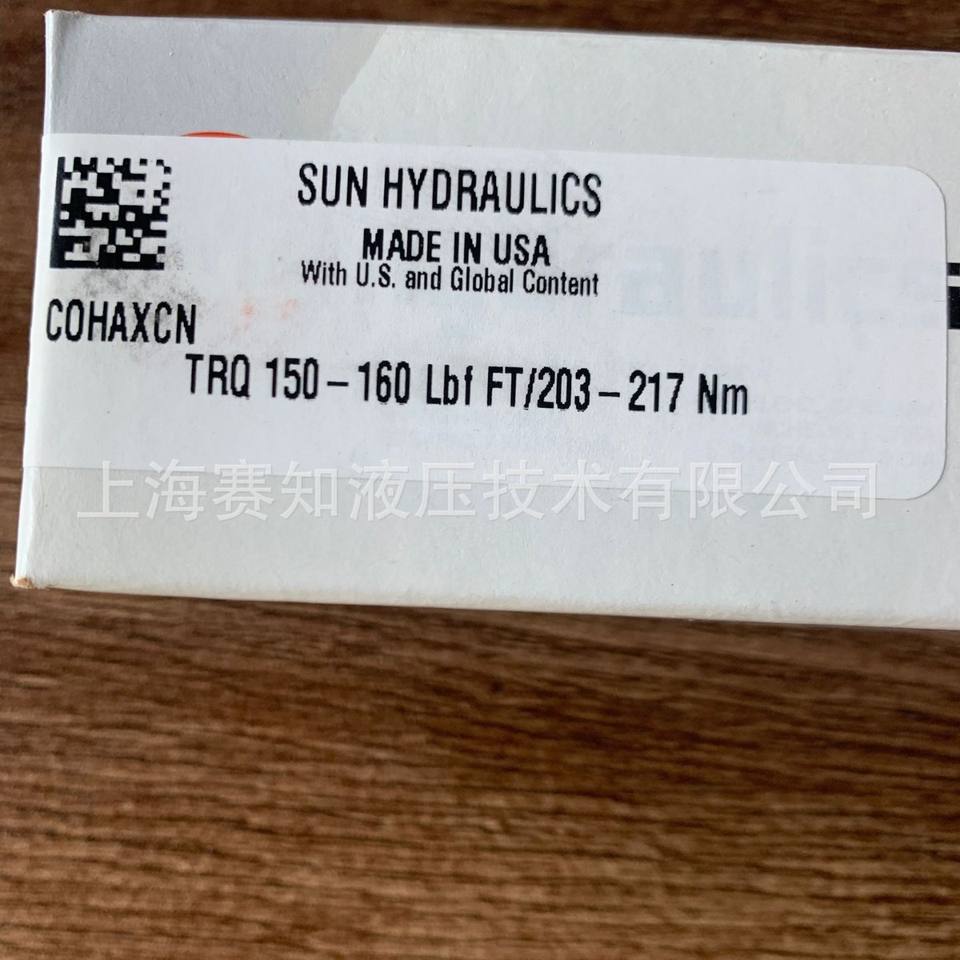 SUN HYDRAULICS
MADE IN USA
With U.S. and Global Content
COHAXCN
TRQ 150-160 Lbf FT/203-217 Nm
上海赛知液压技术有限公司